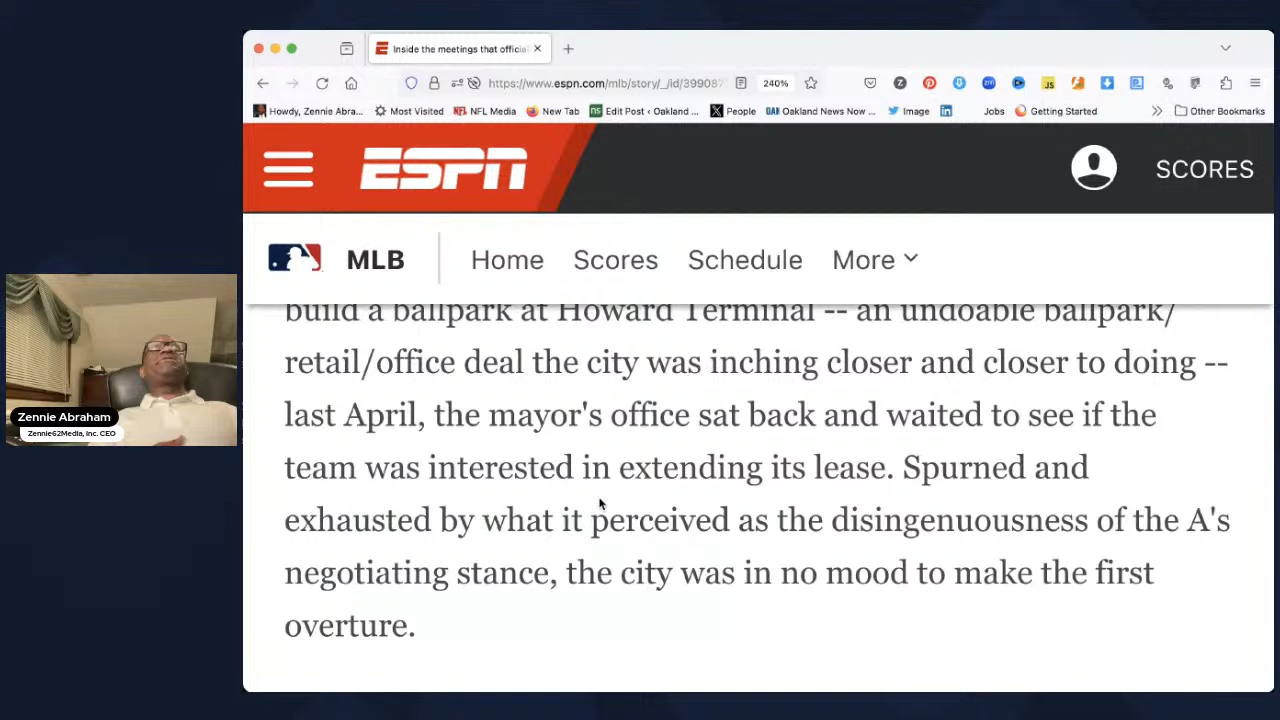 Inside the meetings that officia
https://www.espn.com/mlb/story/_/id/39908
240%
Howdy, Zennie Abra...
Most Visited
NFL Media
New Tab
Edit Post ‹ Oakland ...
People
Oakland News Now ...
Image
Jobs
Getting Started
Other Bookmarks
ESPN
SCORES
MLB
Home
Scores
Schedule
More
build a ballpark at Howard Terminal -- an undoable ballpark/
retail/office deal the city was inching closer and closer to doing --
last April, the mayor's office sat back and waited to see if the
team was interested in extending its lease. Spurned and
exhausted by what it perceived as the disingenuousness of the A's
negotiating stance, the city was in no mood to make the first
overture.
Zennie Abraham
Zennie62Media, Inc. CEO